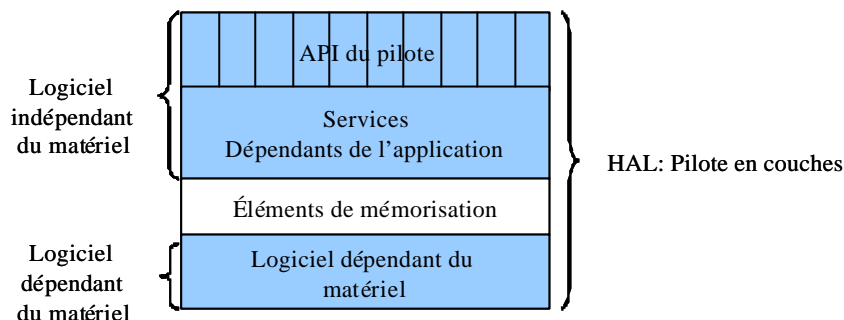 API du pilote
Logiciel
indépendant
du matériel
Services
Dépendants de l'application
HAL: Pilote en couches
Éléments de mémorisation
Logiciel
dépendant
du matériel
Logiciel dépendant du
matériel